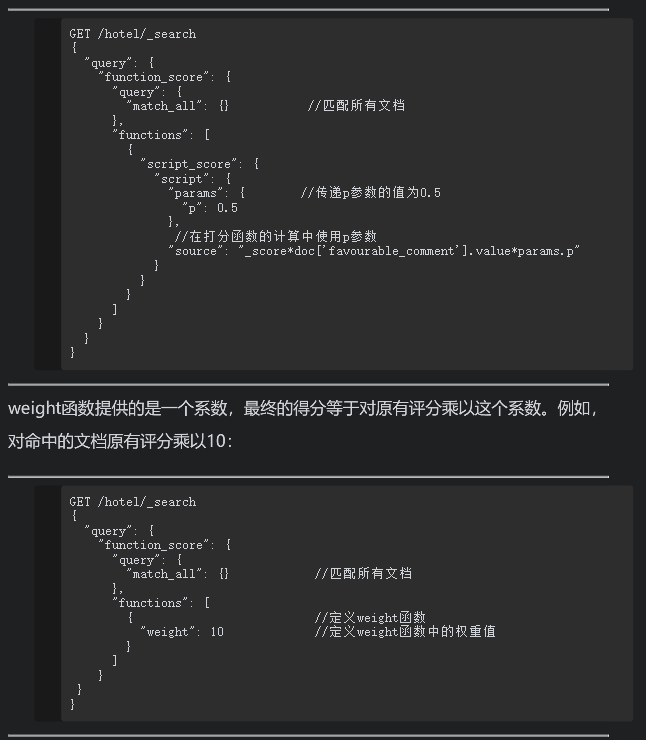 GET /hotel/_search
{
  "query": {
    "function_score": {
      "query": {
        "match_all": {}           //匹配所有文档
      },
      "functions": [
        {
          "script_score": {
            "script": {
              "params": {        //传递p参数的值为0.5
                "p": 0.5
              },
               //在打分函数的计算中使用p参数
              "source": "_score*doc['favourable_comment'].value*params.p"
            }
          }
        }
      ]
    }
  }
}
weight函数提供的是一个系数，最终的得分等于对原有评分乘以这个系数。例如，
对命中的文档原有评分乘以10：
GET /hotel/_search
{
  "query": {
    "function_score": {
      "query": {
        "match_all": {}            //匹配所有文档
      },
      "functions": [
        {                          //定义weight函数
          "weight": 10             //定义weight函数中的权重值
        }
      ]
    }
 }
}